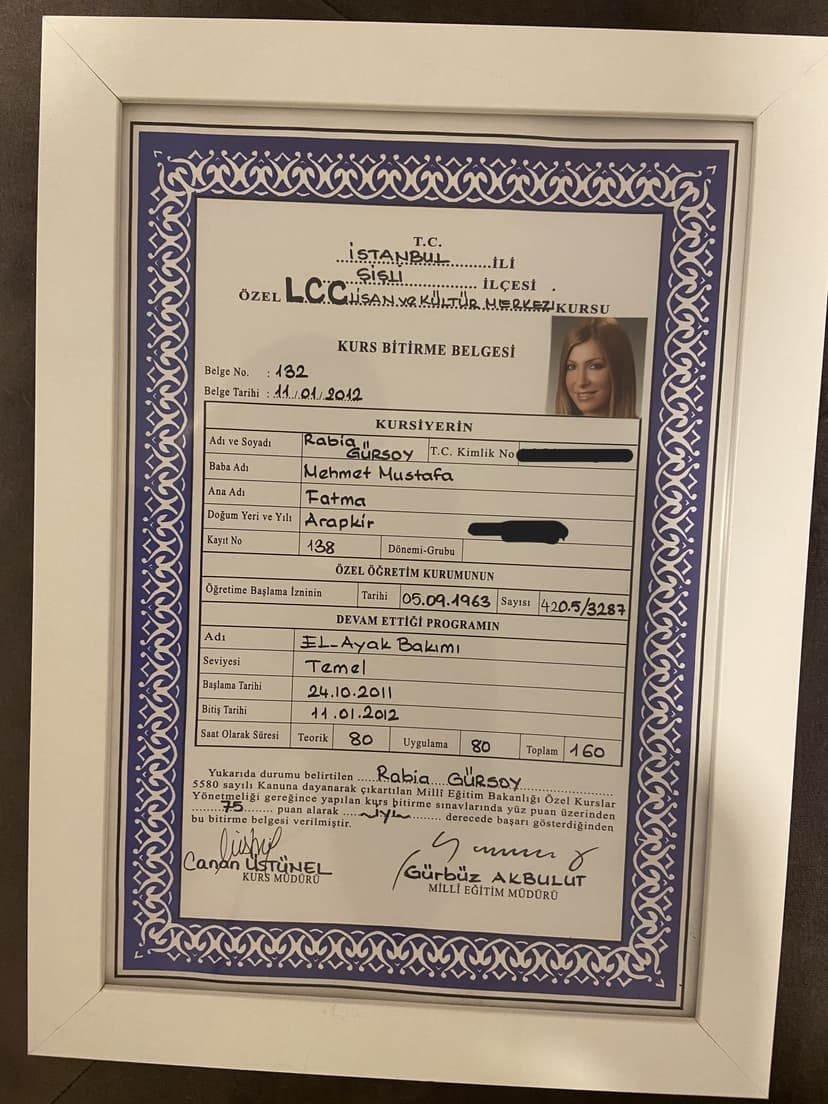 T.C.
İSTANBUL İLİ
ŞİŞLİ İLÇESİ
ÖZEL LCC LİSAN ve KÜLTÜR MERKEZİ KURSU
KURS BİTİRME BELGESİ
Belge No. : 132
Belge Tarihi : 11/01/2012
KURSİYERİN
Adı ve Soyadı Rabia GÜRSOY T.C. Kimlik No
Baba Adı Mehmet Mustafa
Ana Adı Fatma
Doğum Yeri ve Yılı Arapkir
Kayıt No 138 Dönemi-Grubu
ÖZEL ÖĞRETİM KURUMUNUN
Öğretime Başlama İzninin Tarihi 05.09.1963 Sayısı 420.5/3287
DEVAM ETTİĞİ PROGRAMIN
Adı EL-Ayak Bakımı
Seviyesi Temel
Başlama Tarihi 24.10.2011
Bitiş Tarihi 11.01.2012
Saat Olarak Süresi Teorik 80 Uygulama 80 Toplam 160
Yukarıda durumu belirtilen Rabia GÜRSOY
5580 sayılı Kanuna dayanarak çıkartılan Millî Eğitim Bakanlığı Özel Kurslar
Yönetmeliği gereğince yapılan kurs bitirme sınavlarında yüz puan üzerinden
75 puan alarak iyi derecede başarı gösterdiğinden
bu bitirme belgesi verilmiştir.
Canan ÜSTÜNEL
KURS MÜDÜRÜ
Gürbüz AKBULUT
MİLLÎ EĞİTİM MÜDÜRÜ